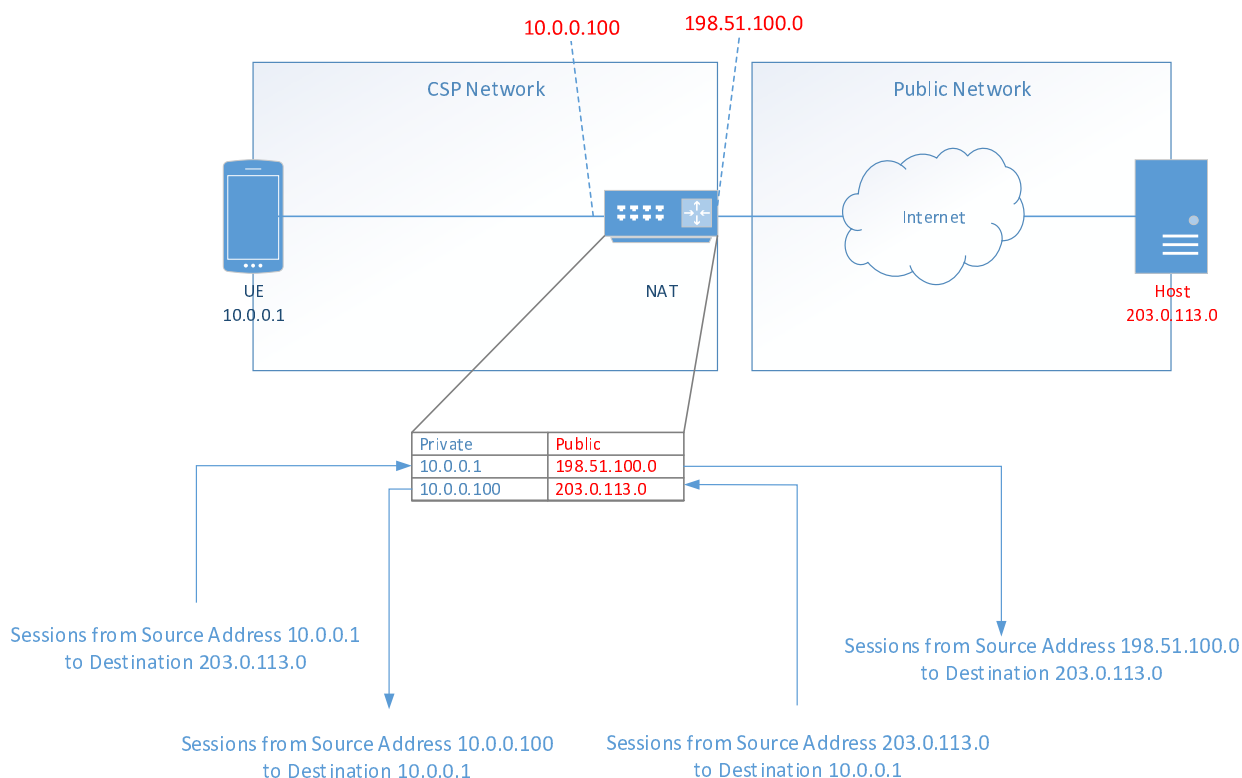 10.0.0.100
198.51.100.0
CSP Network
Public Network
Internet
UE
10.0.0.1
NAT
Host
203.0.113.0
Private Public
10.0.0.1 198.51.100.0
10.0.0.100 203.0.113.0
Sessions from Source Address 10.0.0.1
to Destination 203.0.113.0
Sessions from Source Address 198.51.100.0
to Destination 203.0.113.0
Sessions from Source Address 10.0.0.100
to Destination 10.0.0.1
Sessions from Source Address 203.0.113.0
to Destination 10.0.0.1